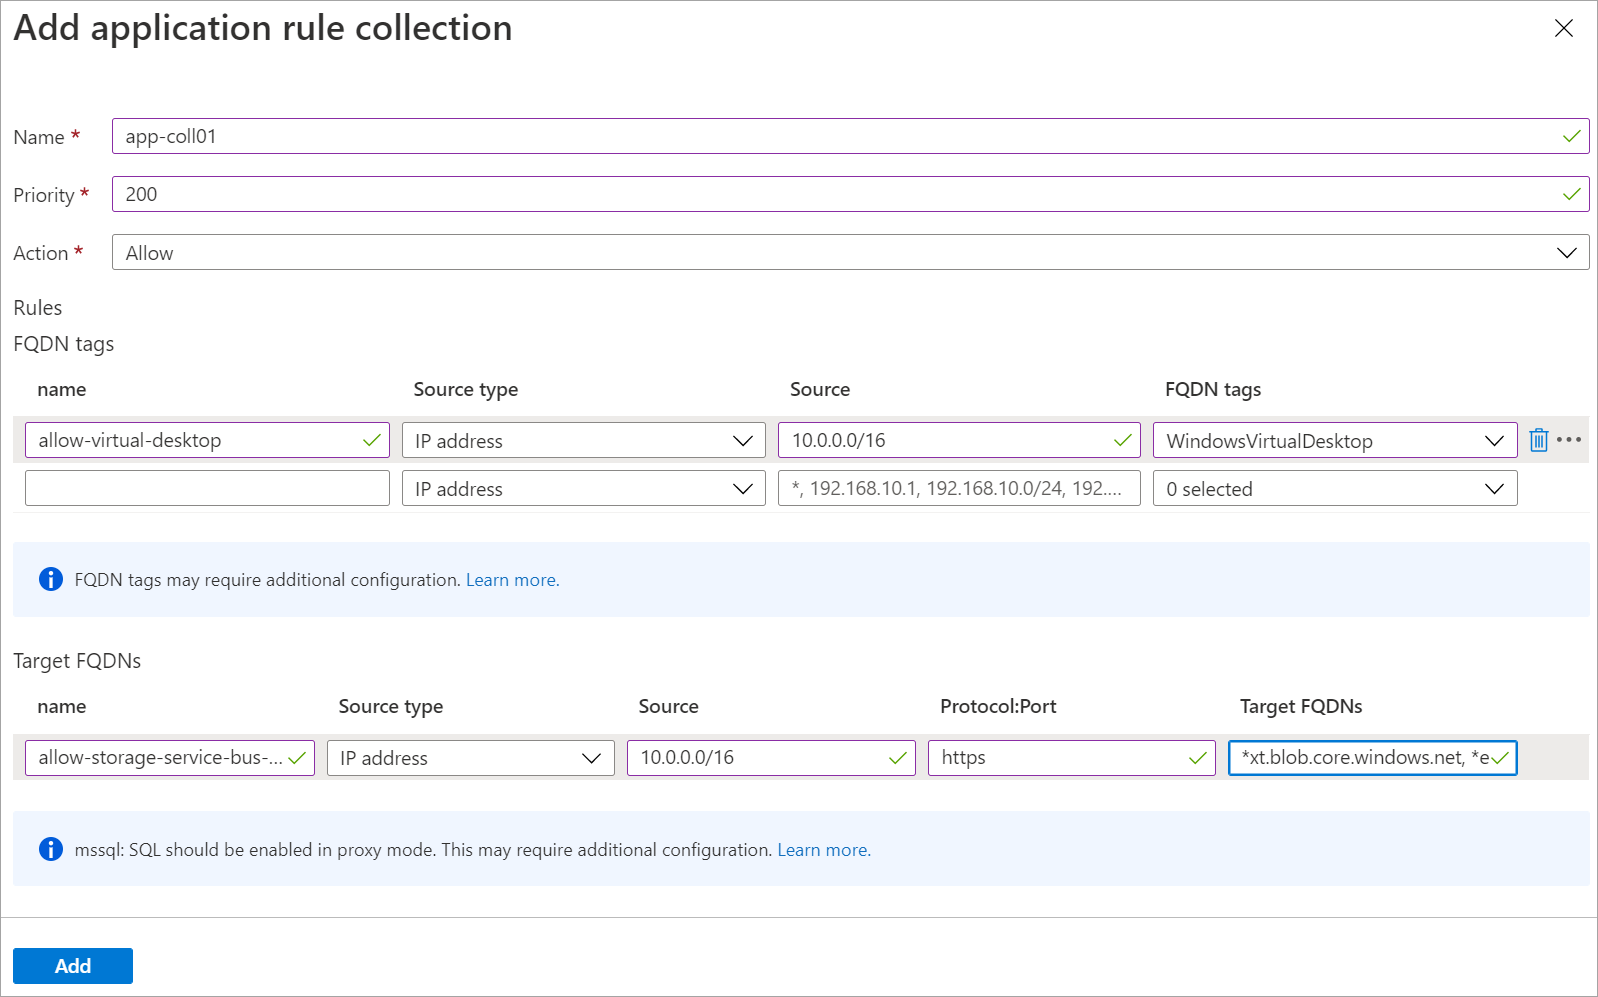 Add application rule collection
Name *
app-coll01
Priority *
200
Action *
Allow
Rules
FQDN tags
name Source type Source FQDN tags
allow-virtual-desktop IP address 10.0.0.0/16 WindowsVirtualDesktop
IP address *, 192.168.10.1, 192.168.10.0/24, 192.... 0 selected
FQDN tags may require additional configuration. Learn more.
Target FQDNs
name Source type Source Protocol:Port Target FQDNs
allow-storage-service-bus-... IP address 10.0.0.0/16 https *xt.blob.core.windows.net, *e
mssql: SQL should be enabled in proxy mode. This may require additional configuration. Learn more.
Add